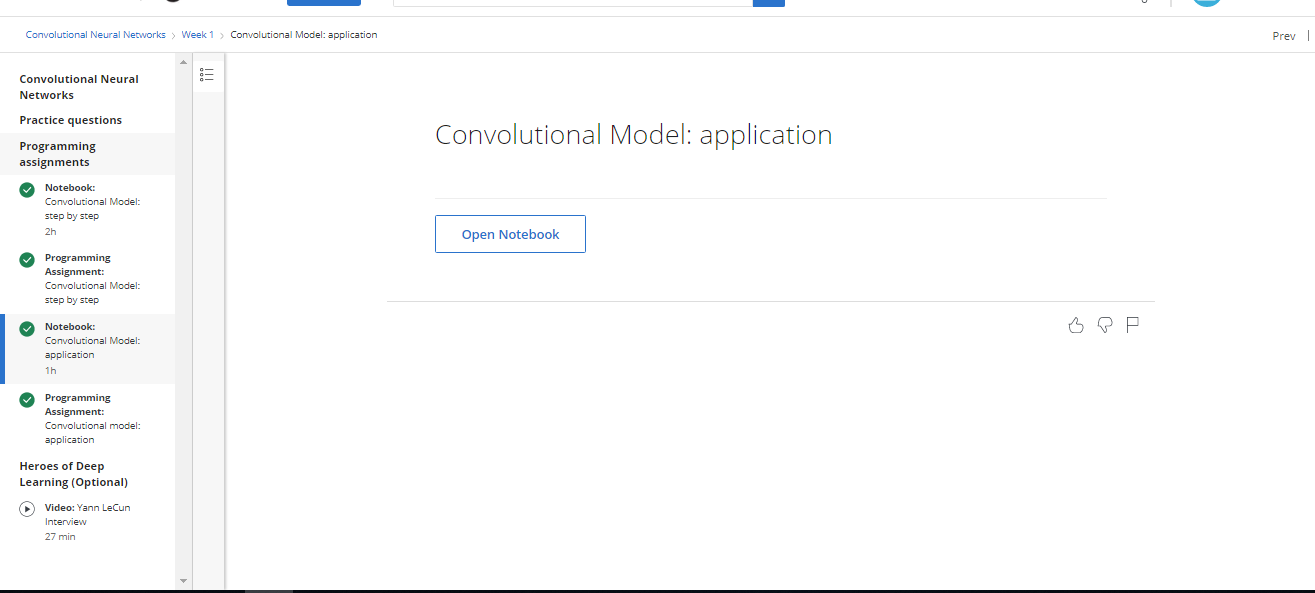 Convolutional Neural Networks › Week 1 › Convolutional Model: application
Prev
Convolutional Neural
Networks
Practice questions
Programming
assignments
Notebook:
Convolutional Model:
step by step
2h
Programming
Assignment:
Convolutional Model:
step by step
Notebook:
Convolutional Model:
application
1h
Programming
Assignment:
Convolutional model:
application
Heroes of Deep
Learning (Optional)
Video: Yann LeCun
Interview
27 min
Convolutional Model: application
Open Notebook